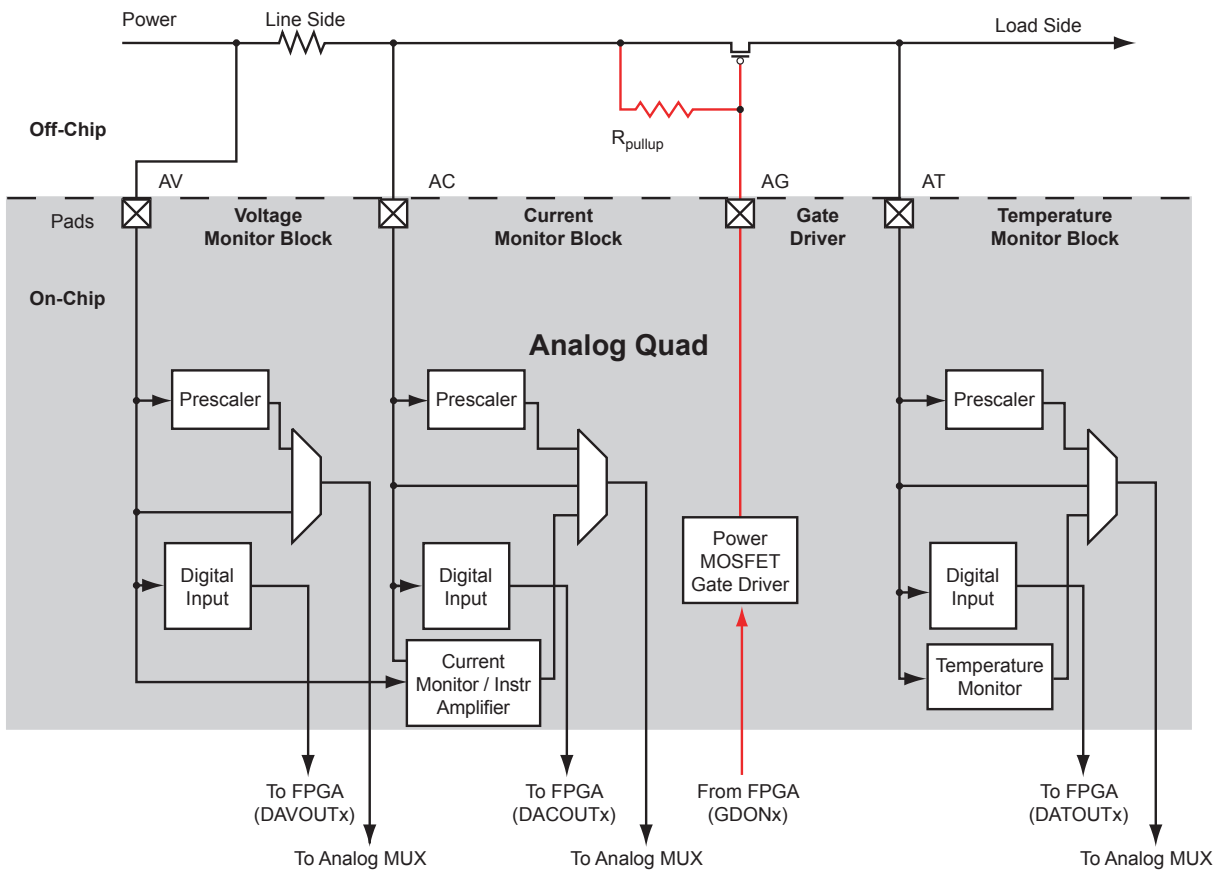 Power
Line Side
Load Side
Off-Chip
Rpullup
AV
AC
AG
AT
Pads
Voltage
Monitor Block
Current
Monitor Block
Gate
Driver
Temperature
Monitor Block
On-Chip
Analog Quad
Prescaler
Prescaler
Prescaler
Power
MOSFET
Gate Driver
Digital
Input
Digital
Input
Digital
Input
Current
Monitor / Instr
Amplifier
Temperature
Monitor
To FPGA
(DAVOUTx)
To FPGA
(DACOUTx)
From FPGA
(GDONx)
To FPGA
(DATOUTx)
To Analog MUX
To Analog MUX
To Analog MUX